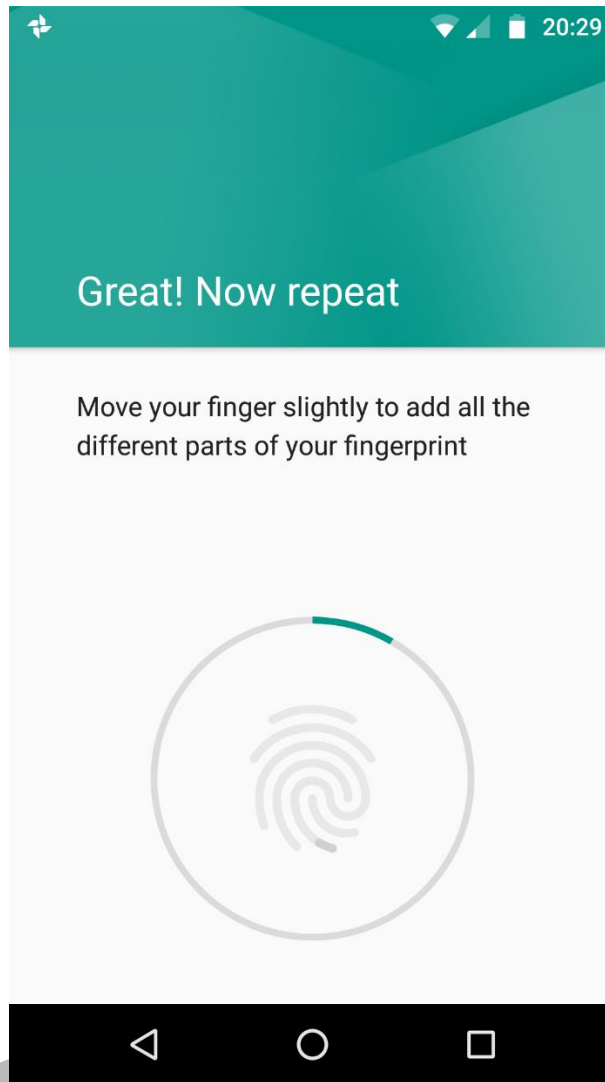 20:29
Great! Now repeat
Move your finger slightly to add all the
different parts of your fingerprint